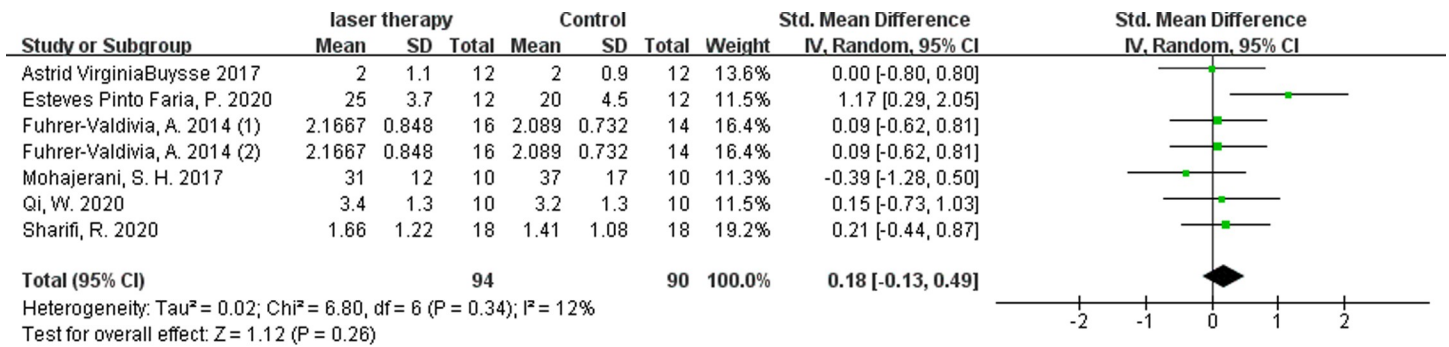 laser therapy Control Std. Mean Difference Std. Mean Difference
Study or Subgroup Mean SD Total Mean SD Total Weight IV, Random, 95% CI IV, Random, 95% CI
Astrid VirginiaBuysse 2017 2 1.1 12 2 0.9 12 13.6% 0.00 [-0.80, 0.80]
Esteves Pinto Faria, P. 2020 25 3.7 12 20 4.5 12 11.5% 1.17 [0.29, 2.05]
Fuhrer-Valdivia, A. 2014 (1) 2.1667 0.848 16 2.089 0.732 14 16.4% 0.09 [-0.62, 0.81]
Fuhrer-Valdivia, A. 2014 (2) 2.1667 0.848 16 2.089 0.732 14 16.4% 0.09 [-0.62, 0.81]
Mohajerani, S. H. 2017 31 12 10 37 17 10 11.3% -0.39 [-1.28, 0.50]
Qi, W. 2020 3.4 1.3 10 3.2 1.3 10 11.5% 0.15 [-0.73, 1.03]
Sharifi, R. 2020 1.66 1.22 18 1.41 1.08 18 19.2% 0.21 [-0.44, 0.87]
Total (95% CI) 94 90 100.0% 0.18 [-0.13, 0.49]
Heterogeneity: Tau² = 0.02; Chi² = 6.80, df = 6 (P = 0.34); I² = 12%
Test for overall effect: Z = 1.12 (P = 0.26)
-2 -1 0 1 2